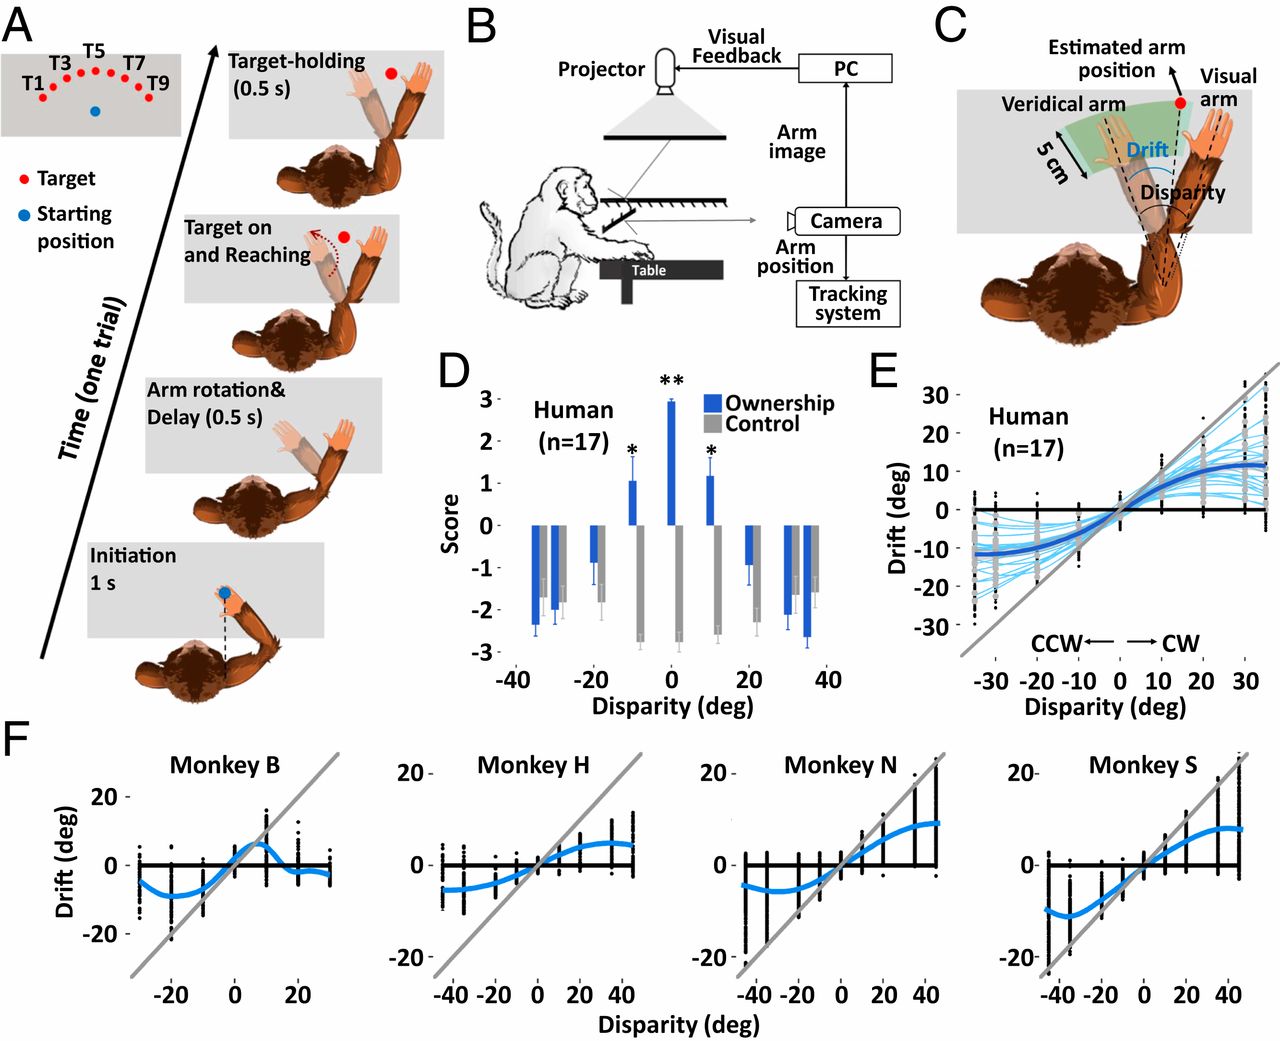 A
T1
T3
T5
T7
T9
Target
Starting
position
Time (one trial)
Target-holding
(0.5 s)
Target on
and Reaching
Arm rotation&
Delay (0.5 s)
Initiation
1 s
B
Projector
Visual
Feedback
PC
Arm
image
Camera
Arm
position
Tracking
system
Table
C
Estimated arm
position
Visual
arm
Veridical arm
Drift
5 cm
Disparity
D
Human
(n=17)
Ownership
Control
**
*
*
Score
3
2
1
0
-1
-2
-3
-40
-20
0
20
40
Disparity (deg)
E
Human
(n=17)
Drift (deg)
30
20
10
0
-10
-20
-30
CCW
CW
-30 -20 -10 0 10 20 30
Disparity (deg)
F
Monkey B
Drift (deg)
20
0
-20
-20 0 20
Monkey H
20
0
-20
-40 -20 0 20 40
Monkey N
20
0
-20
-40 -20 0 20 40
Monkey S
20
0
-20
-40 -20 0 20 40
Disparity (deg)